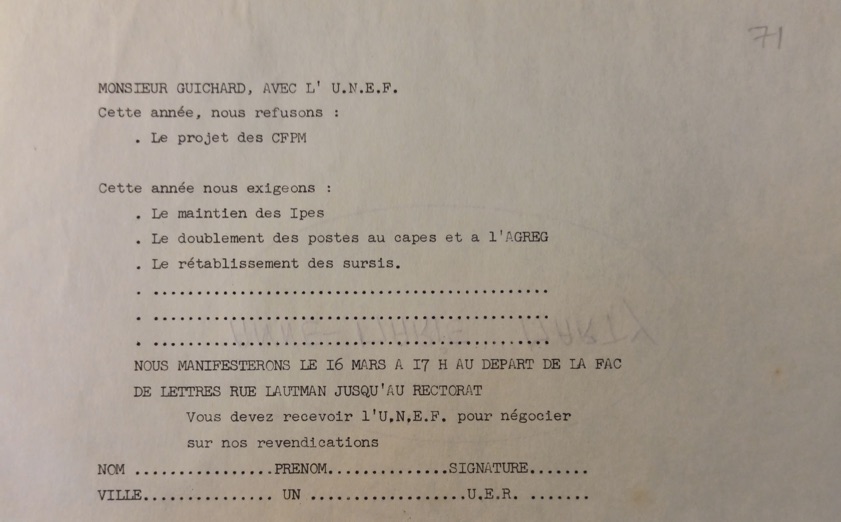 71
MONSIEUR GUICHARD, AVEC L' U.N.E.F.
Cette année, nous refusons :
. Le projet des CFPM
Cette année nous exigeons :
. Le maintien des Ipes
. Le doublement des postes au capes et a l'AGREG
. Le rétablissement des sursis.
. .............................................
. .............................................
. .............................................
NOUS MANIFESTERONS LE I6 MARS A I7 H AU DEPART DE LA FAC
DE LETTRES RUE LAUTMAN JUSQU'AU RECTORAT
Vous devez recevoir l'U.N.E.F. pour négocier
sur nos revendications
NOM ................PRENOM..............SIGNATURE.......
VILLE............... UN ..................U.E.R. .......